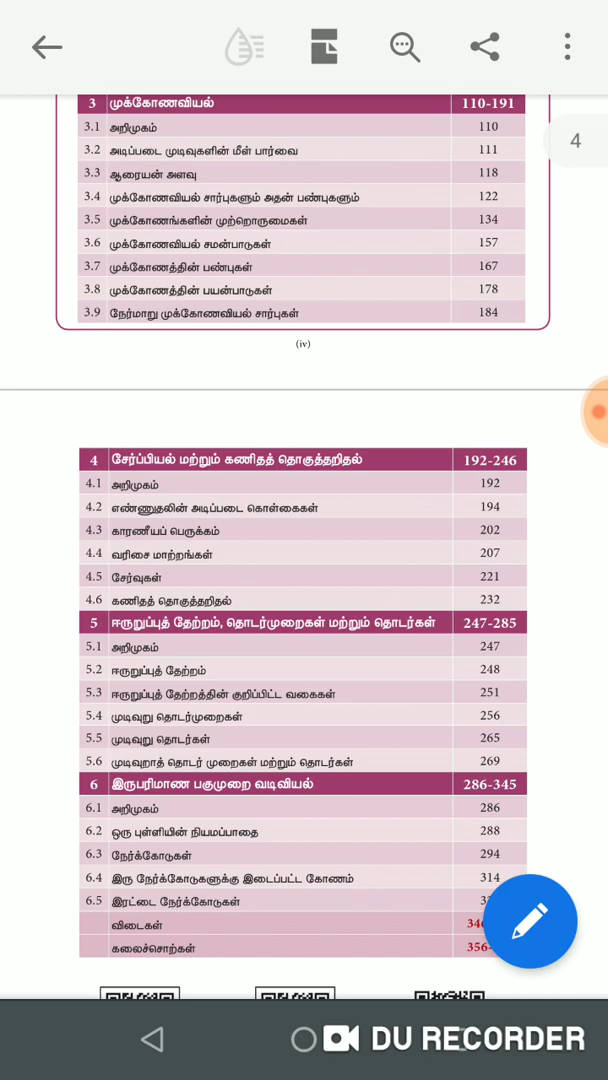 3 முக்கோணவியல் 110-191
4
3.1 அறிமுகம் 110
3.2 அடிப்படை முடிவுகளின் மீள் பார்வை 111
3.3 ஆரையன் அளவு 118
3.4 முக்கோணவியல் சார்புகளும் அதன் பண்புகளும் 122
3.5 முக்கோணங்களின் முற்றொருமைகள் 134
3.6 முக்கோணவியல் சமன்பாடுகள் 157
3.7 முக்கோணத்தின் பண்புகள் 167
3.8 முக்கோணத்தின் பயன்பாடுகள் 178
3.9 நேர்மாறு முக்கோணவியல் சார்புகள் 184
(iv)
4 சேர்ப்பியல் மற்றும் கணிதத் தொகுத்தறிதல் 192-246
4.1 அறிமுகம் 192
4.2 எண்ணுதலின் அடிப்படை கொள்கைகள் 194
4.3 காரணீயப் பெருக்கம் 202
4.4 வரிசை மாற்றங்கள் 207
4.5 சேர்வுகள் 221
4.6 கணிதத் தொகுத்தறிதல் 232
5 ஈருறுப்புத் தேற்றம், தொடர்முறைகள் மற்றும் தொடர்கள் 247-285
5.1 அறிமுகம் 247
5.2 ஈருறுப்புத் தேற்றம் 248
5.3 ஈருறுப்புத் தேற்றத்தின் குறிப்பிட்ட வகைகள் 251
5.4 முடிவுறு தொடர்முறைகள் 256
5.5 முடிவுறு தொடர்கள் 265
5.6 முடிவுறாத் தொடர் முறைகள் மற்றும் தொடர்கள் 269
6 இருபரிமாண பகுமுறை வடிவியல் 286-345
6.1 அறிமுகம் 286
6.2 ஒரு புள்ளியின் நியமப்பாதை 288
6.3 நேர்க்கோடுகள் 294
6.4 இரு நேர்க்கோடுகளுக்கு இடைப்பட்ட கோணம் 314
6.5 இரட்டை நேர்க்கோடுகள்
விடைகள்
கலைச்சொற்கள்
DU RECORDER